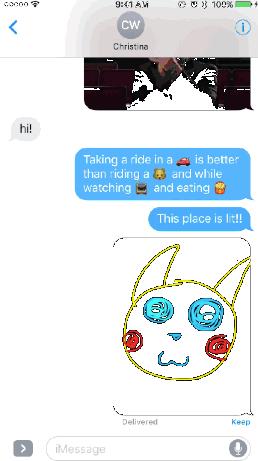 9:41 AM
100%
CW
Christina
hi!
Taking a ride in a 🚗 is better
than riding a 🐯 and while
watching 📺 and eating 🍟
This place is lit!!
Delivered
Keep
iMessage